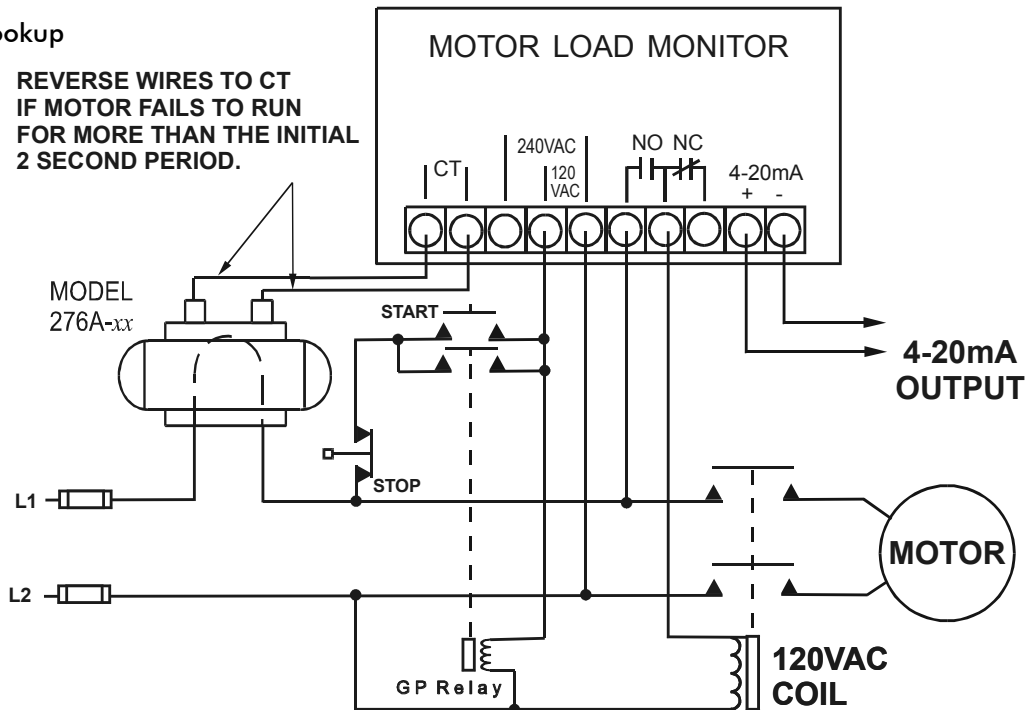 MOTOR LOAD MONITOR
REVERSE WIRES TO CT
IF MOTOR FAILS TO RUN
FOR MORE THAN THE INITIAL
2 SECOND PERIOD.
CT
240VAC
120
VAC
NO NC
4-20mA
+ -
MODEL
276A-xx
START
STOP
4-20mA
OUTPUT
L1
MOTOR
L2
GP Relay
120VAC
COIL